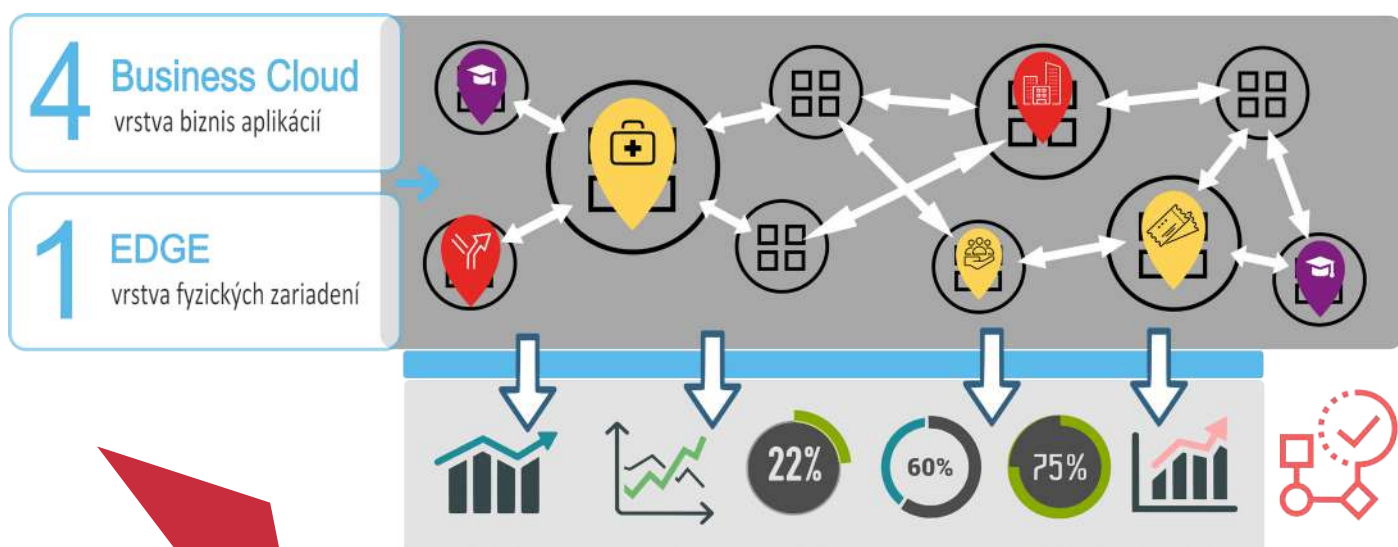 4
Business Cloud
vrstva biznis aplikácií
1
EDGE
vrstva fyzických zariadení
22%
60%
75%